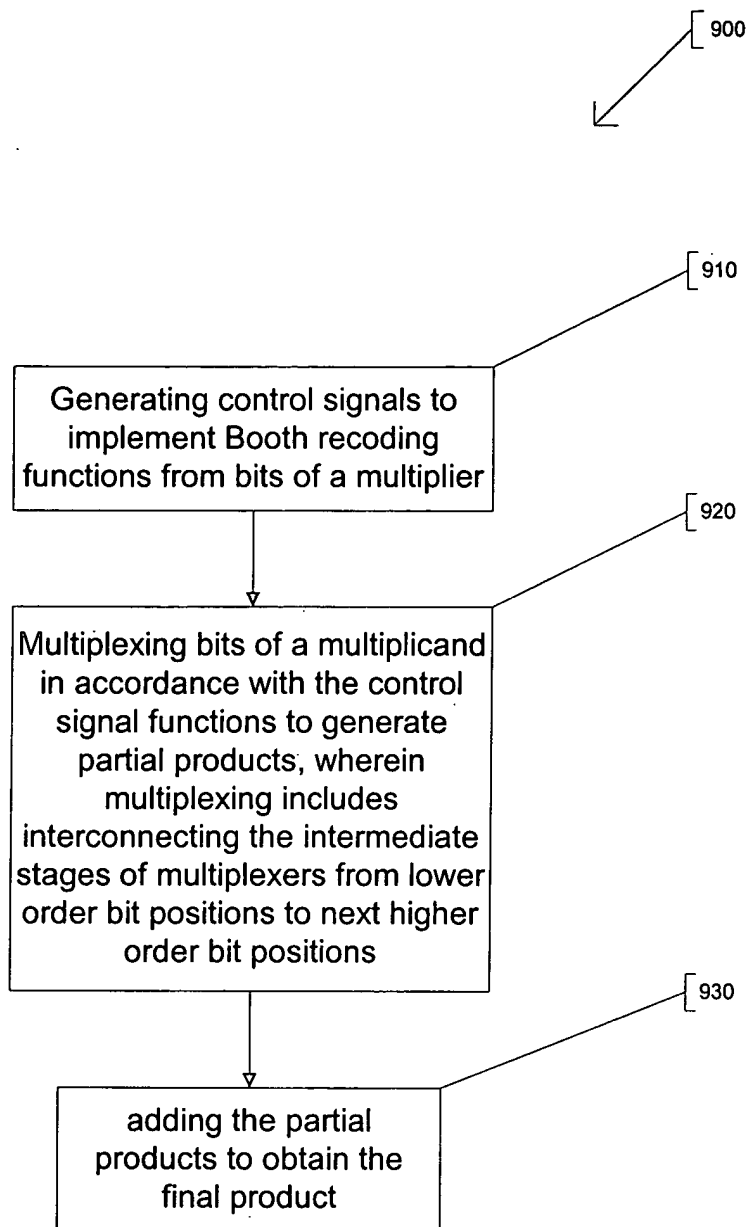 900
910
Generating control signals to
implement Booth recoding
functions from bits of a multiplier
920
Multiplexing bits of a multiplicand
in accordance with the control
signal functions to generate
partial products, wherein
multiplexing includes
interconnecting the intermediate
stages of multiplexers from lower
order bit positions to next higher
order bit positions
930
adding the partial
products to obtain the
final product